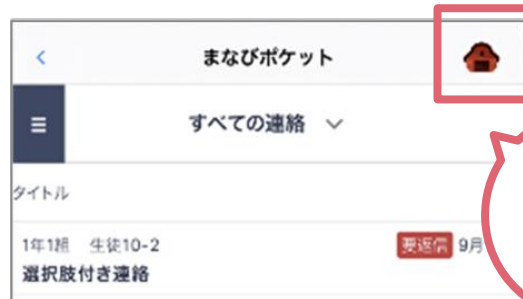 まなびポケット
すべての連絡
タイトル
1年1組 生徒10-2 要返信 9月
選択肢付き連絡